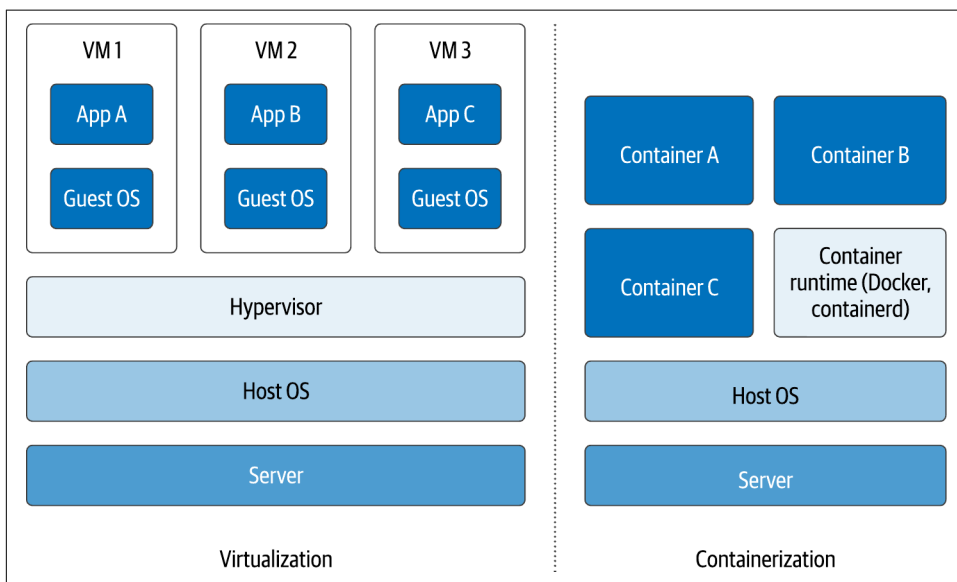 VM 1
VM 2
VM 3
App A
App B
App C
Guest OS
Guest OS
Guest OS
Hypervisor
Host OS
Server
Virtualization
Container A
Container B
Container C
Container
runtime (Docker,
containerd)
Host OS
Server
Containerization